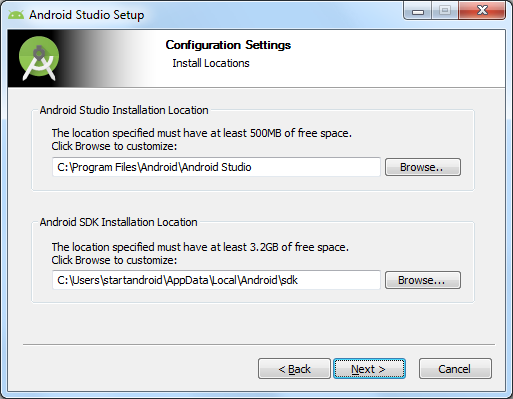 Android Studio Setup
Configuration Settings
Install Locations
Android Studio Installation Location
The location specified must have at least 500MB of free space.
Click Browse to customize:
C:\Program Files\Android\Android Studio
Browse..
Android SDK Installation Location
The location specified must have at least 3.2GB of free space.
Click Browse to customize:
C:\Users\startandroid\AppData\Local\Android\sdk
Browse...
< Back
Next >
Cancel